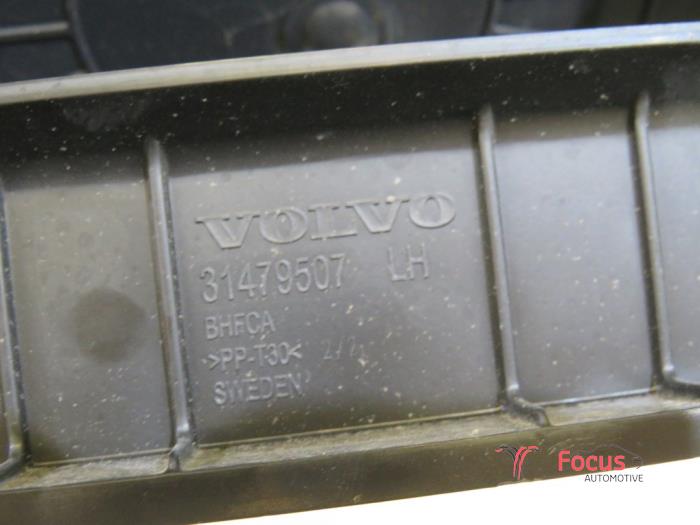 VOLVO
31479507 LH
BHFCA
>PP-T30<
SWEDEN
Focus
AUTOMOTIVE